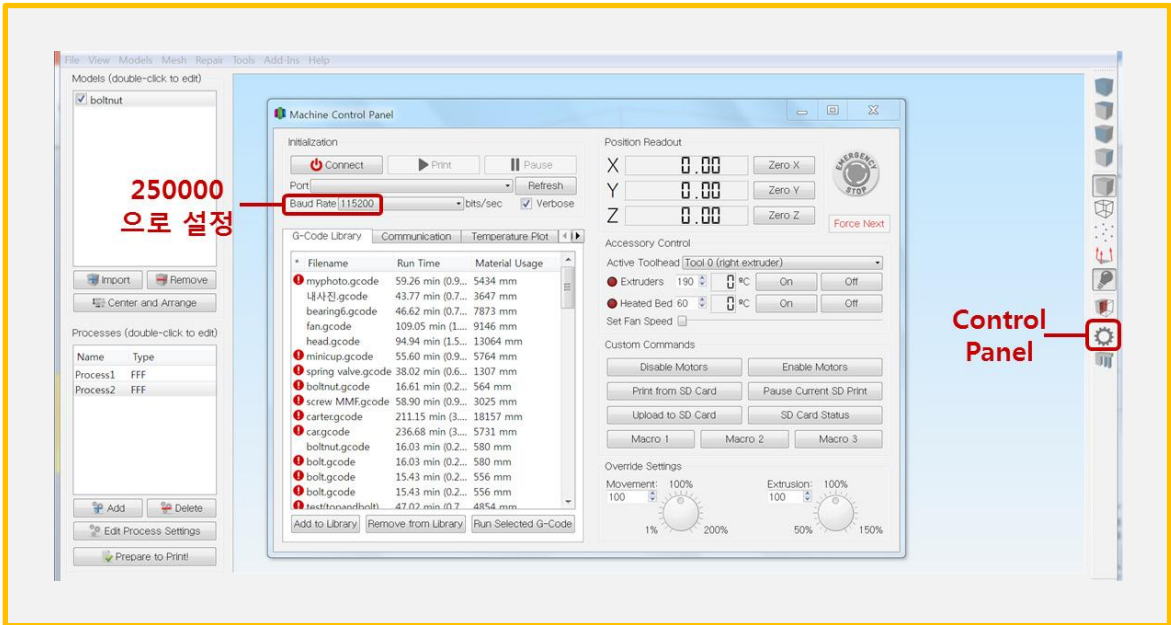 File View Models Mesh Repair Tools Add-Ins Help
Models (double-click to edit)
boltnut
Import Remove
Center and Arrange
Processes (double-click to edit)
Name Type
Process1 FFF
Process2 FFF
Add Delete
Edit Process Settings
Prepare to Print!
250000
으로 설정
Machine Control Panel
Initialization
Connect Print Pause
Port Refresh
Baud Rate 115200 bits/sec Verbose
G-Code Library Communication Temperature Plot
* Filename Run Time Material Usage
myphoto.gcode 59.26 min (0.9... 5434 mm
내사진.gcode 43.77 min (0.7... 3647 mm
bearing6.gcode 46.62 min (0.7... 7873 mm
fan.gcode 109.05 min (1.... 9146 mm
head.gcode 94.94 min (1.5... 13064 mm
minicup.gcode 55.60 min (0.9... 5764 mm
spring valve.gcode 38.02 min (0.6... 1307 mm
boltnut.gcode 16.61 min (0.2... 564 mm
screw MMF.gcode 58.90 min (0.9... 3025 mm
carter.gcode 211.15 min (3.... 18157 mm
car.gcode 236.68 min (3.... 5731 mm
boltnut.gcode 16.03 min (0.2... 580 mm
bolt.gcode 16.03 min (0.2... 580 mm
bolt.gcode 15.43 min (0.2... 556 mm
bolt.gcode 15.43 min (0.2... 556 mm
test(topandbolt) 47.02 min (0.7 4854 mm
Add to Library Remove from Library Run Selected G-Code
Position Readout
X 0.00 Zero X
Y 0.00 Zero Y
Z 0.00 Zero Z
EMERGENCY
STOP
Force Next
Accessory Control
Active Toolhead Tool 0 (right extruder)
Extruders 190 0 ºC On Off
Heated Bed 60 0 ºC On Off
Set Fan Speed
Custom Commands
Disable Motors Enable Motors
Print from SD Card Pause Current SD Print
Upload to SD Card SD Card Status
Macro 1 Macro 2 Macro 3
Override Settings
Movement: 100% Extrusion: 100%
100 100
1% 200% 50% 150%
Control
Panel